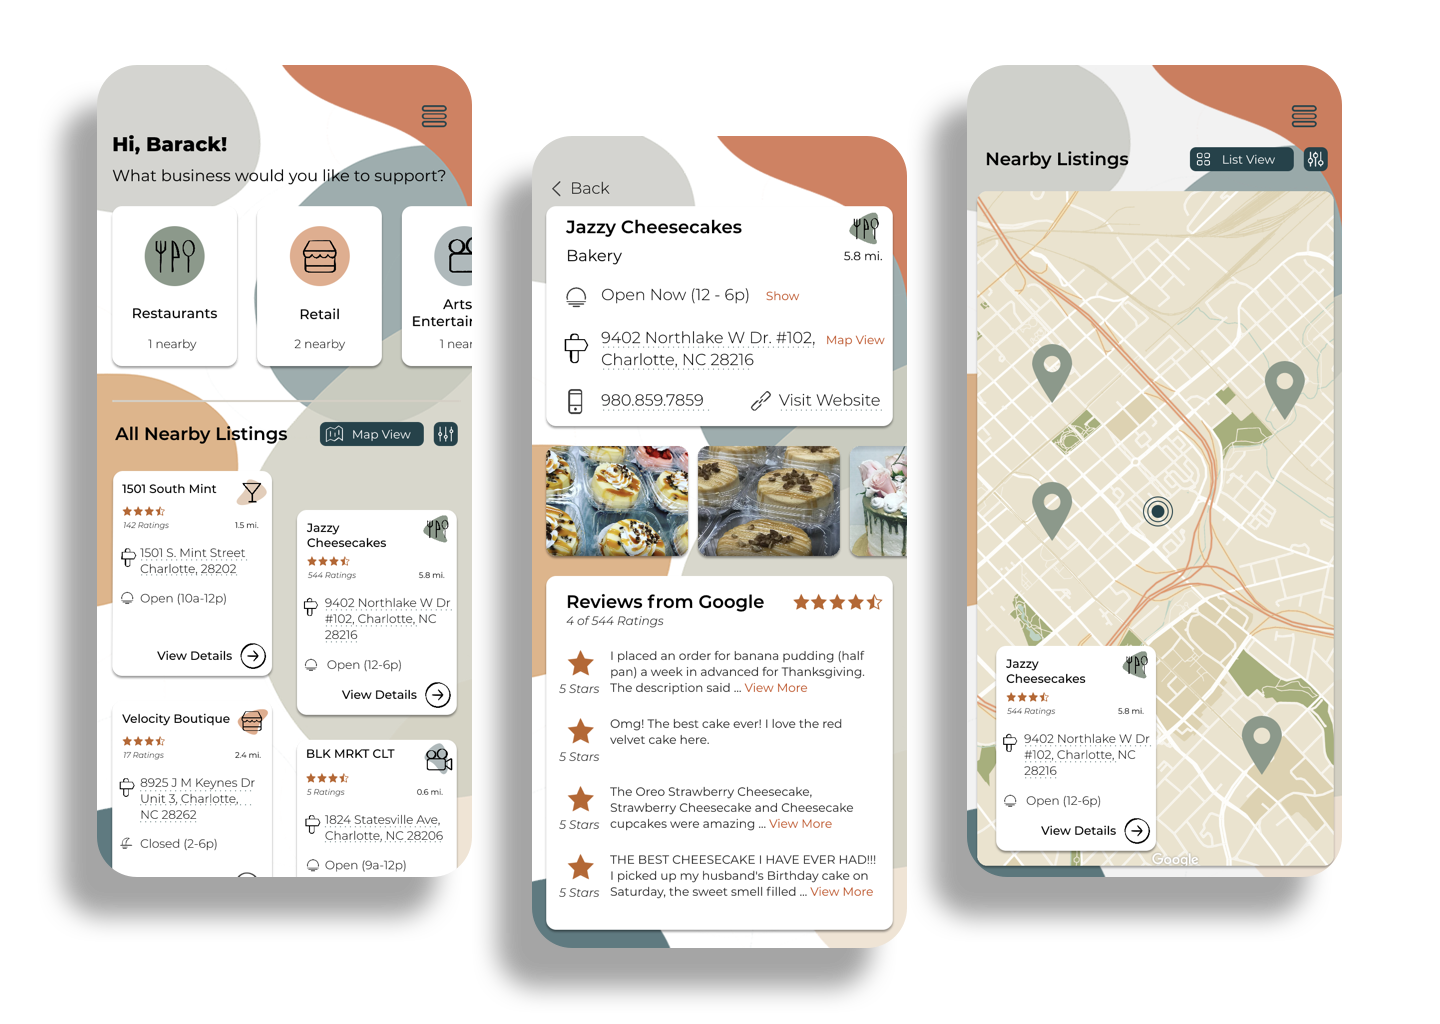 Hi, Barack!
What business would you like to support?
Restaurants
1 nearby
Retail
2 nearby
Arts
Entertain
1 near
All Nearby Listings
Map View
1501 South Mint
142 Ratings
1.5 mi.
1501 S. Mint Street
Charlotte, 28202
Open (10a-12p)
View Details
Jazzy
Cheesecakes
544 Ratings
5.8 mi.
9402 Northlake W Dr
#102, Charlotte, NC
28216
Open (12-6p)
View Details
Velocity Boutique
17 Ratings
2.4 mi.
8925 J M Keynes Dr
Unit 3, Charlotte,
NC 28262
Closed (2-6p)
BLK MRKT CLT
5 Ratings
0.6 mi.
1824 Statesville Ave,
Charlotte, NC 28206
Open (9a-12p)
Back
Jazzy Cheesecakes
Bakery
5.8 mi.
Open Now (12 - 6p)
Show
9402 Northlake W Dr. #102,
Charlotte, NC 28216
Map View
980.859.7859
Visit Website
Reviews from Google
4 of 544 Ratings
I placed an order for banana pudding (half
pan) a week in advanced for Thanksgiving.
The description said ... View More
5 Stars
Omg! The best cake ever! I love the red
velvet cake here.
5 Stars
The Oreo Strawberry Cheesecake,
Strawberry Cheesecake and Cheesecake
cupcakes were amazing ... View More
5 Stars
THE BEST CHEESECAKE I HAVE EVER HAD!!!
I picked up my husband's Birthday cake on
Saturday, the sweet smell filled ... View More
5 Stars
Nearby Listings
List View
Jazzy
Cheesecakes
544 Ratings
5.8 mi.
9402 Northlake W Dr
#102, Charlotte, NC
28216
Open (12-6p)
View Details
Google